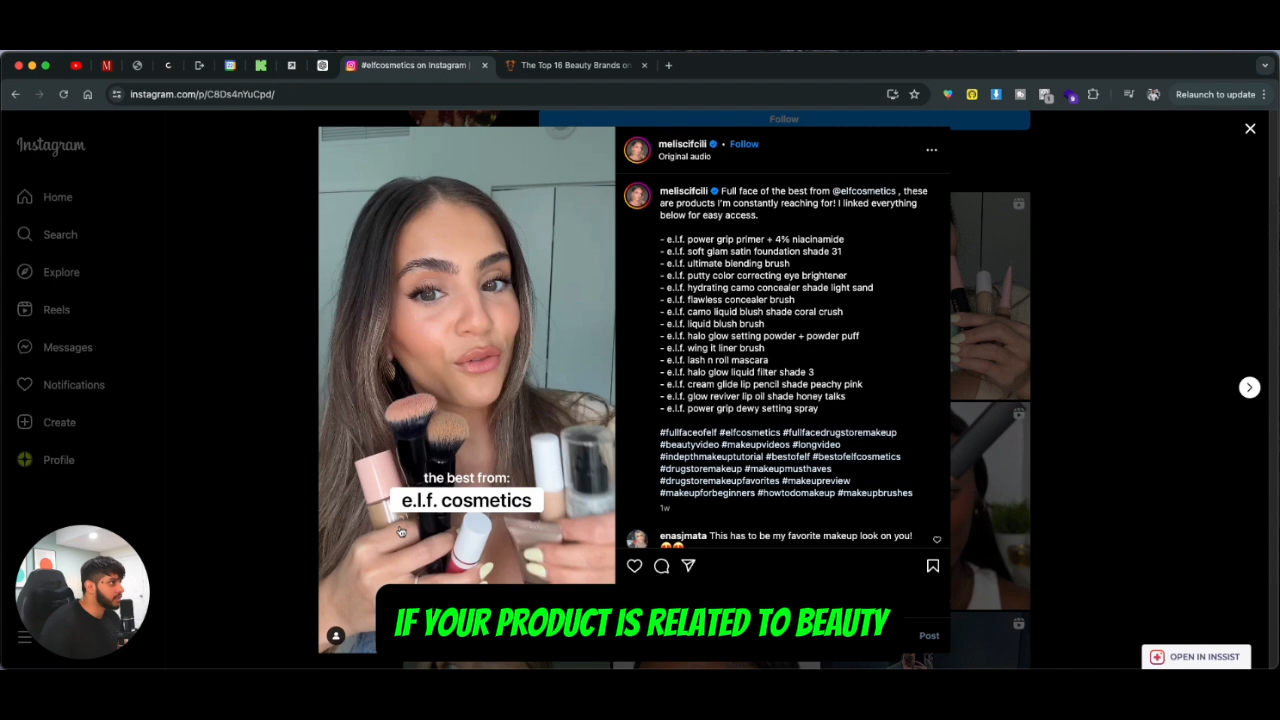 #elfcosmetics on Instagram |
The Top 16 Beauty Brands on
instagram.com/p/C8Ds4nYuCpd/
Relaunch to update
Follow
Instagram
Home
Search
Explore
Reels
Messages
Notifications
Create
Profile
the best from:
e.l.f. cosmetics
meliscifcili • Follow
Original audio
meliscifcili Full face of the best from @elfcosmetics , these
are products I'm constantly reaching for! I linked everything
below for easy access.
- e.l.f. power grip primer + 4% niacinamide
- e.l.f. soft glam satin foundation shade 31
- e.l.f. ultimate blending brush
- e.l.f. putty color correcting eye brightener
- e.l.f. hydrating camo concealer shade light sand
- e.l.f. flawless concealer brush
- e.l.f. camo liquid blush shade coral crush
- e.l.f. liquid blush brush
- e.l.f. halo glow setting powder + powder puff
- e.l.f. wing it liner brush
- e.l.f. lash n roll mascara
- e.l.f. halo glow liquid filter shade 3
- e.l.f. cream glide lip pencil shade peachy pink
- e.l.f. glow reviver lip oil shade honey talks
- e.l.f. power grip dewy setting spray
#fullfaceofelf #elfcosmetics #fullfacedrugstoremakeup
#beautyvideo #makeupvideos #longvideo
#indepthmakeuptutorial #bestofelf #bestofelfcosmetics
#drugstoremakeup #makeupmusthaves
#drugstoremakeupfavorites #makeupreview
#makeupforbeginners #howtodomakeup #makeupbrushes
1w
enasjmata This has to be my favorite makeup look on you!
IF YOUR PRODUCT IS RELATED TO BEAUTY
Post
OPEN IN INSSIST